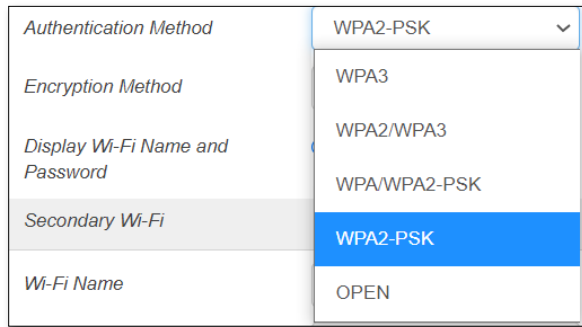 Authentication Method
WPA2-PSK
WPA3
Encryption Method
WPA2/WPA3
Display Wi-Fi Name and
Password
WPA/WPA2-PSK
Secondary Wi-Fi
WPA2-PSK
Wi-Fi Name
OPEN